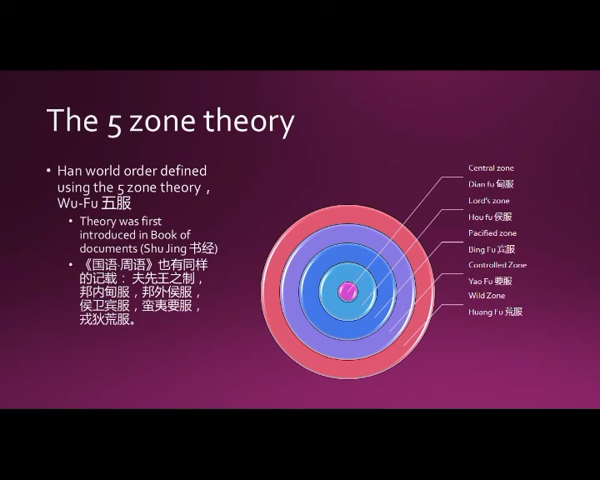 The 5 zone theory
• Han world order defined
using the 5 zone theory，
Wu-Fu 五服
• Theory was first
introduced in Book of
documents (Shu Jing 书经)
• 《国语·周语》也有同样
的记载：夫先王之制，
邦内甸服，邦外侯服，
侯卫宾服，蛮夷要服，
戎狄荒服。
Central zone
Dian fu 甸服
Lord's zone
Hou fu 侯服
Pacified zone
Bing Fu 宾服
Controlled Zone
Yao Fu 要服
Wild Zone
Huang Fu 荒服